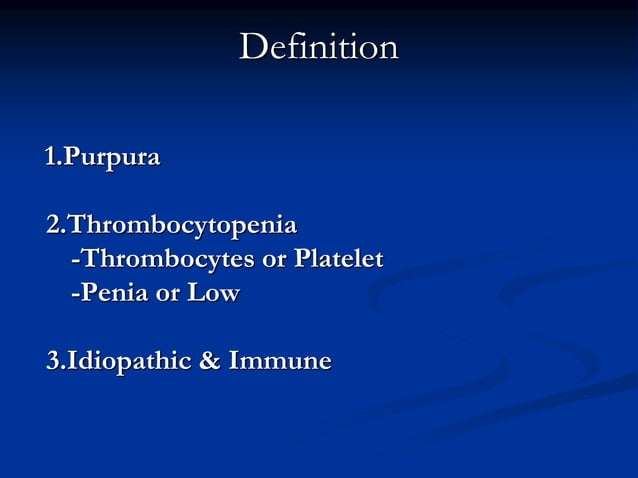 Definition
1.Purpura
2.Thrombocytopenia
-Thrombocytes or Platelet
-Penia or Low
3.Idiopathic & Immune